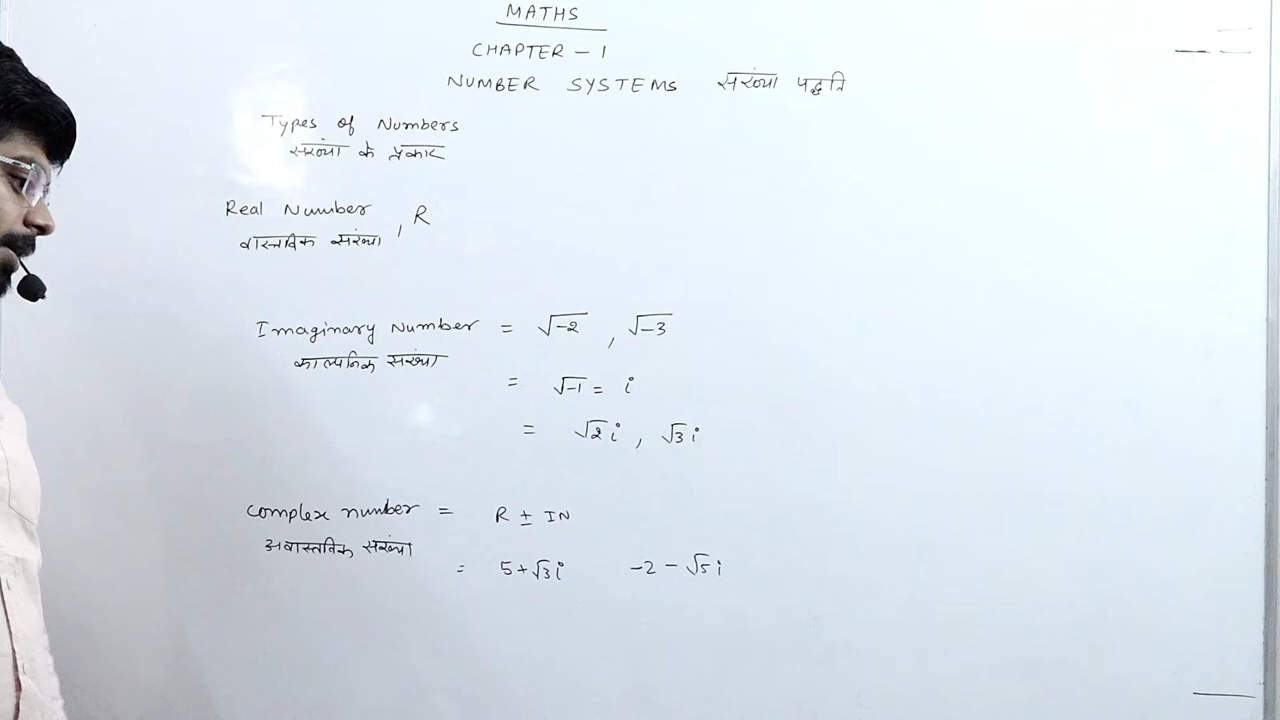 MATHS
CHAPTER - 1
NUMBER SYSTEMS संख्या पद्धति
Types of Numbers
संख्या के प्रकार
Real Number , R
वास्तविक संख्या
Imaginary Number = √-2 , √-3
काल्पनिक संख्या
= √-1 = i
= √2 i , √3 i
Complex number = R ± IN
अवास्तविक संख्या
= 5+√3 i -2 - √5 i